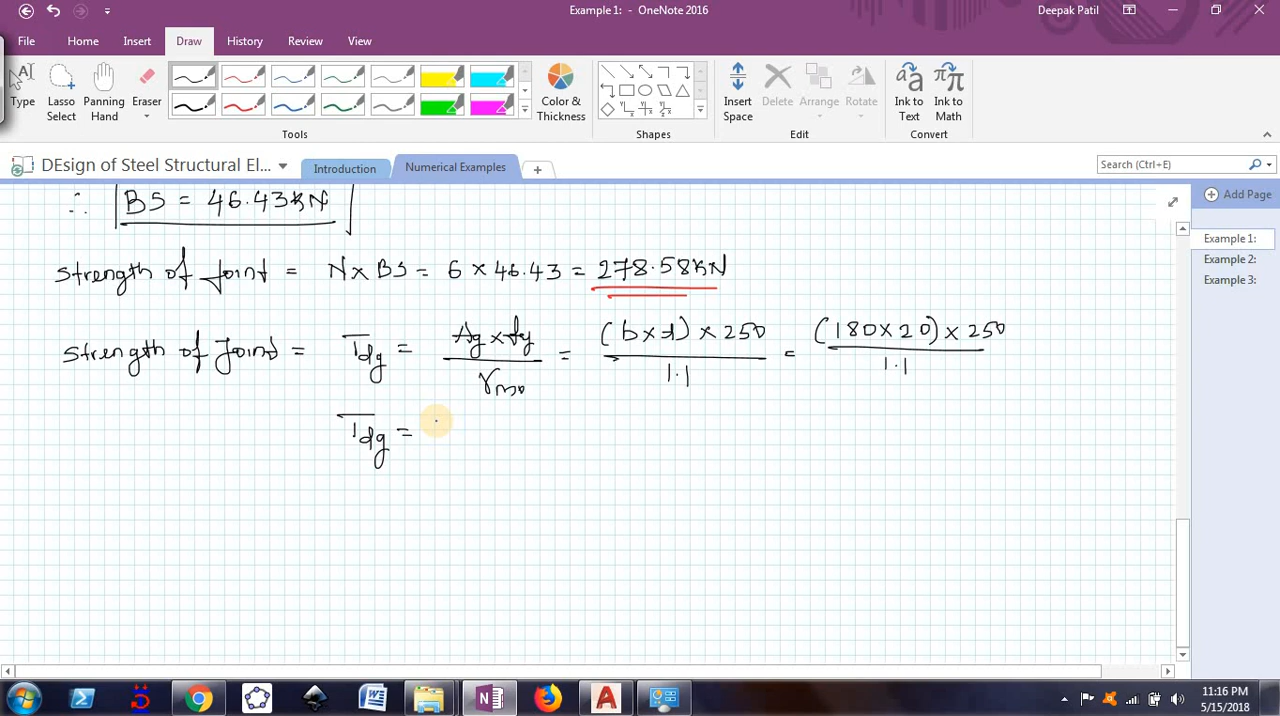 Example 1: - OneNote 2016
Deepak Patil
File Home Insert Draw History Review View
Type
Lasso Select
Panning Hand
Eraser
Color & Thickness
Insert Space
Delete
Arrange
Rotate
Ink to Text
Ink to Math
Tools
Shapes
Edit
Convert
DEsign of Steel Structural El...
Introduction
Numerical Examples
Search (Ctrl+E)
Add Page
Example 1:
Example 2:
Example 3:
∴ BS = 46.43KN
Strength of Joint = N x BS = 6 x 46.43 = 278.58KN
Strength of Joint = Tdg = Ag x fy / γmo = (b x d) x 250 / 1.1 = (180 x 20) x 250 / 1.1
Tdg =
11:16 PM
5/15/2018